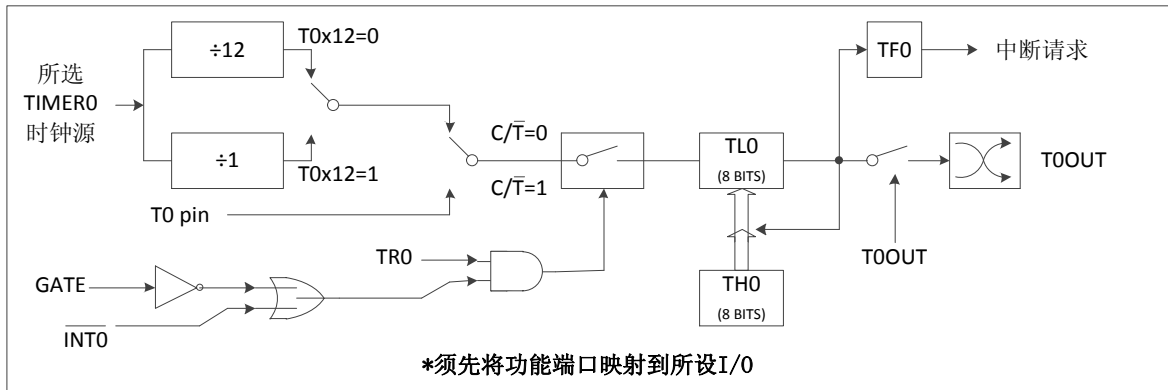 ÷12
T0x12=0
所选
TIMER0
时钟源
÷1
T0x12=1
T0 pin
C/T̅=0
C/T̅=1
TR0
GATE
I̅N̅T̅0̅
TL0
(8 BITS)
TH0
(8 BITS)
TF0
中断请求
T0OUT
T0OUT
*须先将功能端口映射到所设I/O